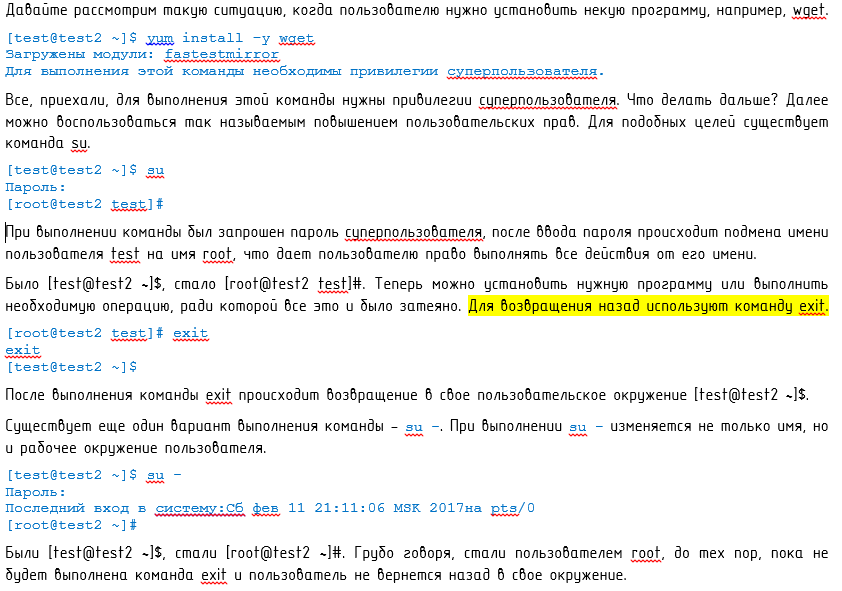 Давайте рассмотрим такую ситуацию, когда пользователю нужно установить некую программу, например, wget.
[test@test2 ~]$ yum install -y wget
Загружены модули: fastestmirror
Для выполнения этой команды необходимы привилегии суперпользователя.
Все, приехали, для выполнения этой команды нужны привилегии суперпользователя. Что делать дальше? Далее
можно воспользоваться так называемым повышением пользовательских прав. Для подобных целей существует
команда su.
[test@test2 ~]$ su
Пароль:
[root@test2 test]#
При выполнении команды был запрошен пароль суперпользователя, после ввода пароля происходит подмена имени
пользователя test на имя root, что дает пользователю право выполнять все действия от его имени.
Было [test@test2 ~]$, стало [root@test2 test]#. Теперь можно установить нужную программу или выполнить
необходимую операцию, ради которой все это и было затеяно. Для возвращения назад используют команду exit.
[root@test2 test]# exit
exit
[test@test2 ~]$
После выполнения команды exit происходит возвращение в свое пользовательское окружение [test@test2 ~]$.
Существует еще один вариант выполнения команды – su -. При выполнении su - изменяется не только имя, но
и рабочее окружение пользователя.
[test@test2 ~]$ su -
Пароль:
Последний вход в систему:Сб фев 11 21:11:06 MSK 2017на pts/0
[root@test2 ~]#
Были [test@test2 ~]$, стали [root@test2 ~]#. Грубо говоря, стали пользователем root, до тех пор, пока не
будет выполнена команда exit и пользователь не вернется назад в свое окружение.